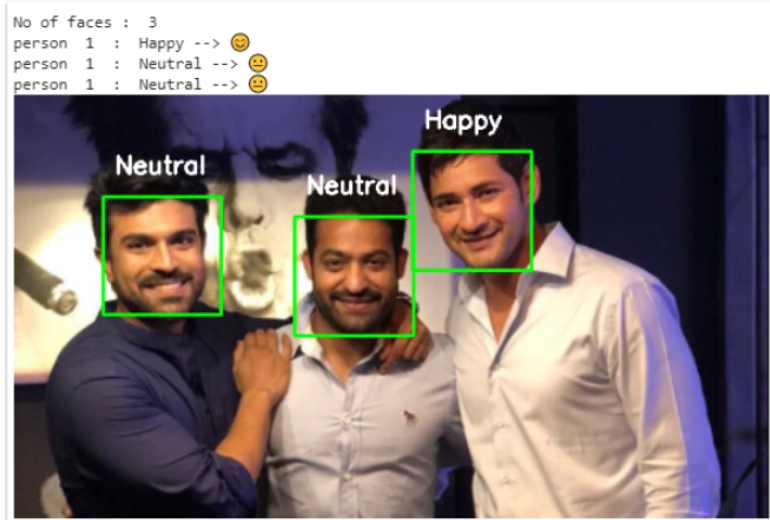 No of faces :  3
person  1  :  Happy --> 😊
person  1  :  Neutral --> 😐
person  1  :  Neutral --> 😐
Happy
Neutral
Neutral